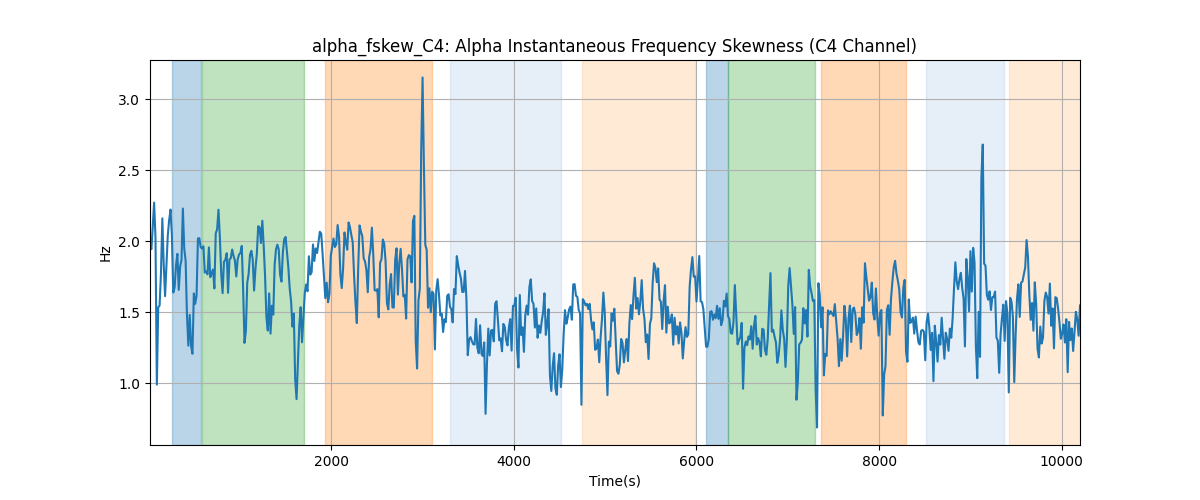 alpha_fskew_C4: Alpha Instantaneous Frequency Skewness (C4 Channel)
3.0
2.5
2.0
1.5
1.0
Hz
2000 4000 6000 8000 10000
Time(s)